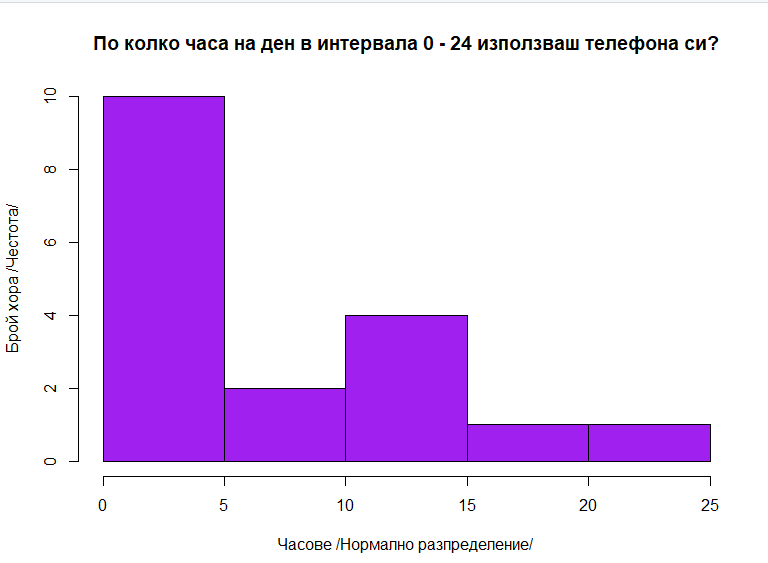 По колко часа на ден в интервала 0 - 24 използваш телефона си?
Брой хора /Честота/
10
8
6
4
2
0
0 5 10 15 20 25
Часове /Нормално разпределение/